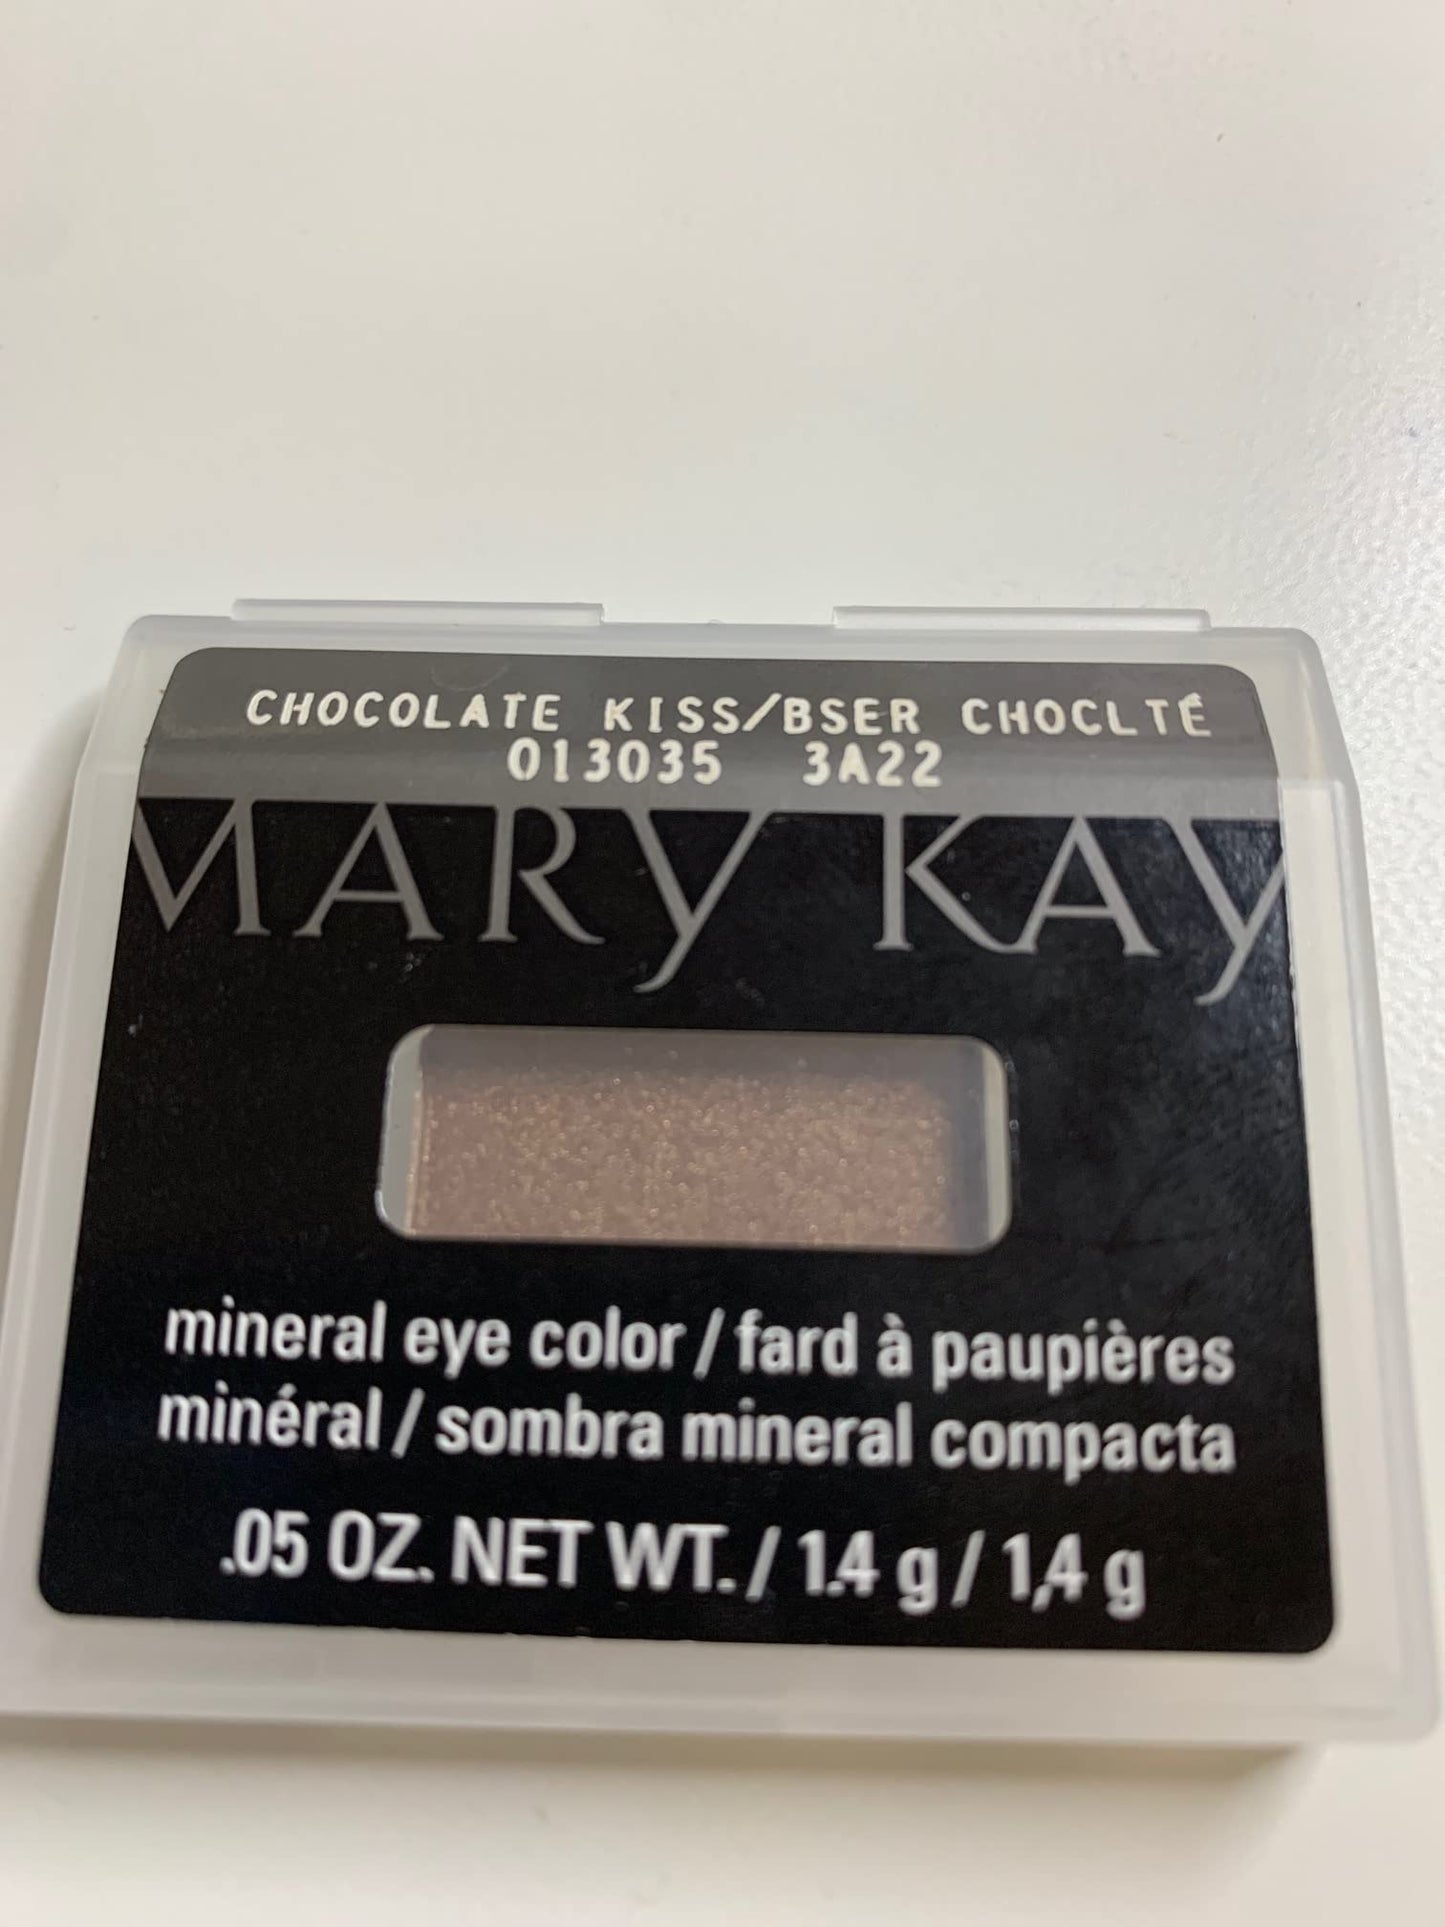 CHOCOLATE KISS/BSER CHOCLTÉ
013035 3A22
MARY KAY
mineral eye color / fard à paupières
minéral / sombra mineral compacta
.05 OZ. NET WT. / 1.4 g / 1,4 g